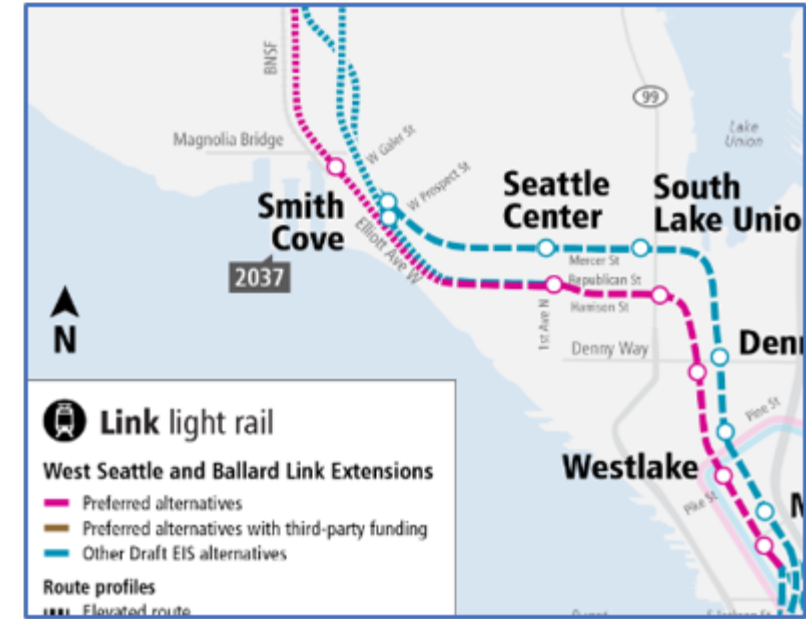 BNSF
99
Lake
Union
Magnolia Bridge
W Galer St
W Prospect St
Seattle
Center
South
Lake Unio
Smith
Cove
Elliott Ave W
Mercer St
2037
Republican St
Harrison St
N
1st Ave N
Denny Way
Denn
Link light rail
Pine St
West Seattle and Ballard Link Extensions
Westlake
Preferred alternatives
Pike St
Preferred alternatives with third-party funding
Other Draft EIS alternatives
Route profiles
Elevated route